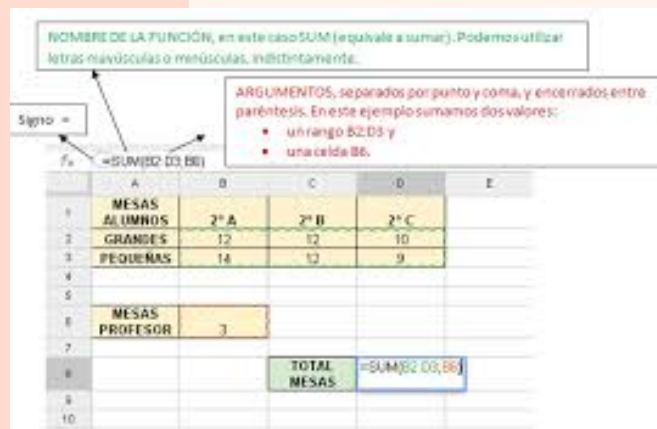 NOMBRE DE LA FUNCIÓN, en este caso SUM (equivale a sumar). Podemos utilizar
letras mayúsculas o minúsculas, indistintamente.
ARGUMENTOS, separados por punto y coma, y encerrados entre
paréntesis. En este ejemplo sumamos dos valores:
• un rango B2:D3 y
• una celda B6.
Signo =
fx =SUM(B2:D3;B6)
A B C D E
1 MESAS ALUMNOS 2º A 2º B 2º C
2 GRANDES 12 12 10
3 PEQUEÑAS 14 12 9
4
5
6 MESAS PROFESOR 3
7
8 TOTAL MESAS =SUM(B2:D3;B6)
9
10